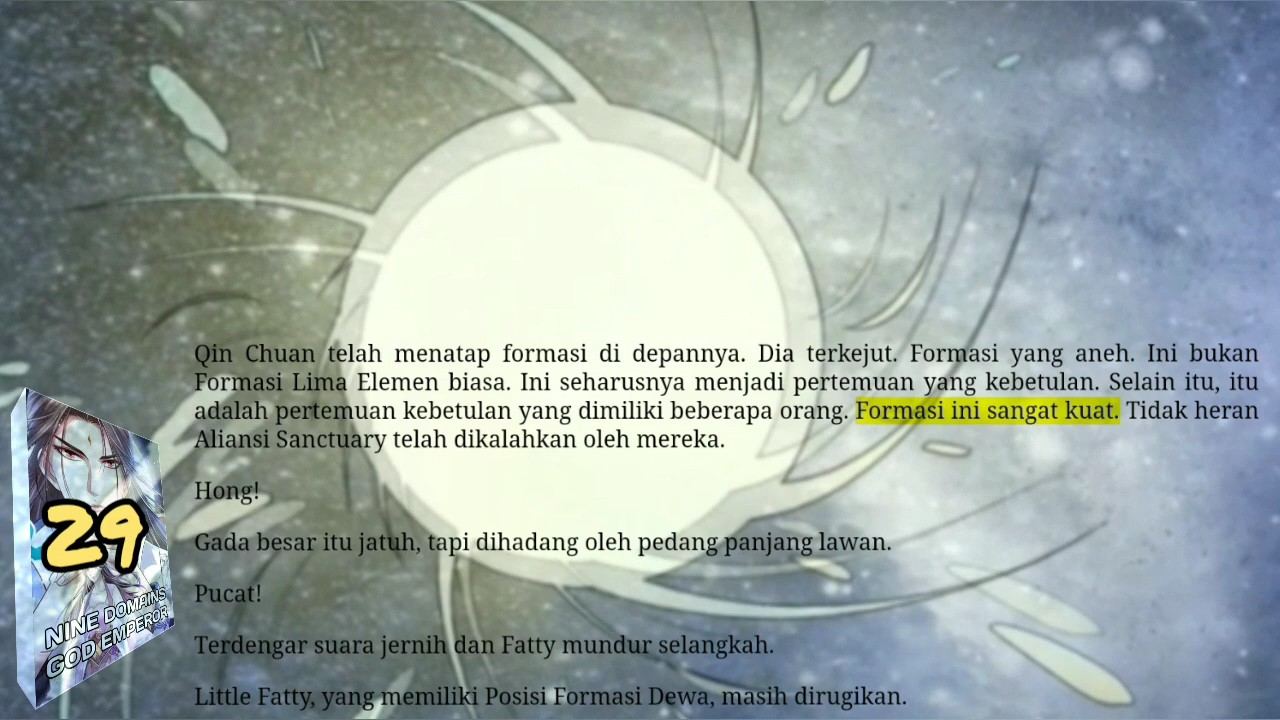 Qin Chuan telah menatap formasi di depannya. Dia terkejut. Formasi yang aneh. Ini bukan
Formasi Lima Elemen biasa. Ini seharusnya menjadi pertemuan yang kebetulan. Selain itu, itu
adalah pertemuan kebetulan yang dimiliki beberapa orang. Formasi ini sangat kuat. Tidak heran
Aliansi Sanctuary telah dikalahkan oleh mereka.
Hong!
Gada besar itu jatuh, tapi dihadang oleh pedang panjang lawan.
Pucat!
Terdengar suara jernih dan Fatty mundur selangkah.
Little Fatty, yang memiliki Posisi Formasi Dewa, masih dirugikan.
29
NINE DOMAINS
GOD EMPEROR